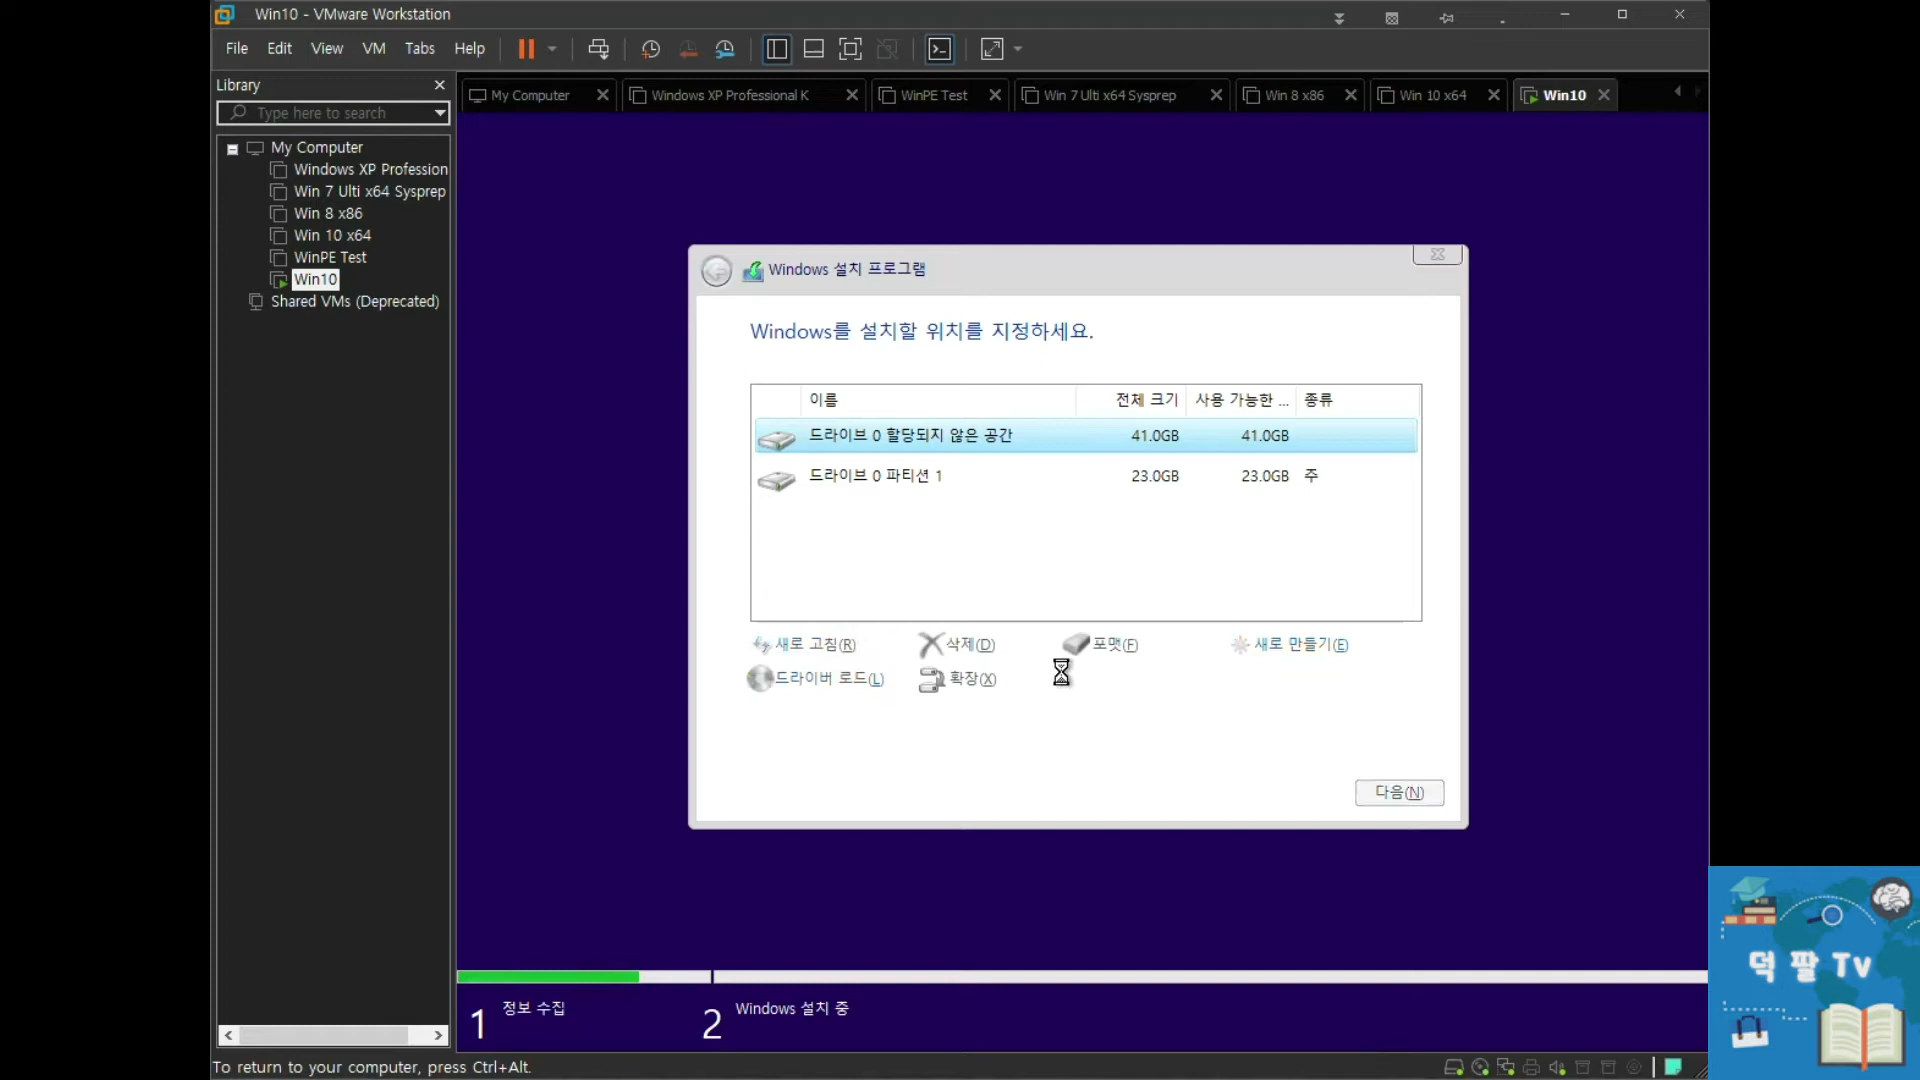 Win10 - VMware Workstation
File Edit View VM Tabs Help
Library
Type here to search
My Computer
Windows XP Profession
Win 7 Ulti x64 Sysprep
Win 8 x86
Win 10 x64
WinPE Test
Win10
Shared VMs (Deprecated)
My Computer Windows XP Professional K WinPE Test Win 7 Ulti x64 Sysprep Win 8 x86 Win 10 x64 Win10
Windows 설치 프로그램
Windows를 설치할 위치를 지정하세요.
이름 전체 크기 사용 가능한 ... 종류
드라이브 0 할당되지 않은 공간 41.0GB 41.0GB
드라이브 0 파티션 1 23.0GB 23.0GB 주
새로 고침(R) 삭제(D) 포맷(F) 새로 만들기(E)
드라이버 로드(L) 확장(X)
다음(N)
1 정보 수집 2 Windows 설치 중
To return to your computer, press Ctrl+Alt.
덕 팔 Tv